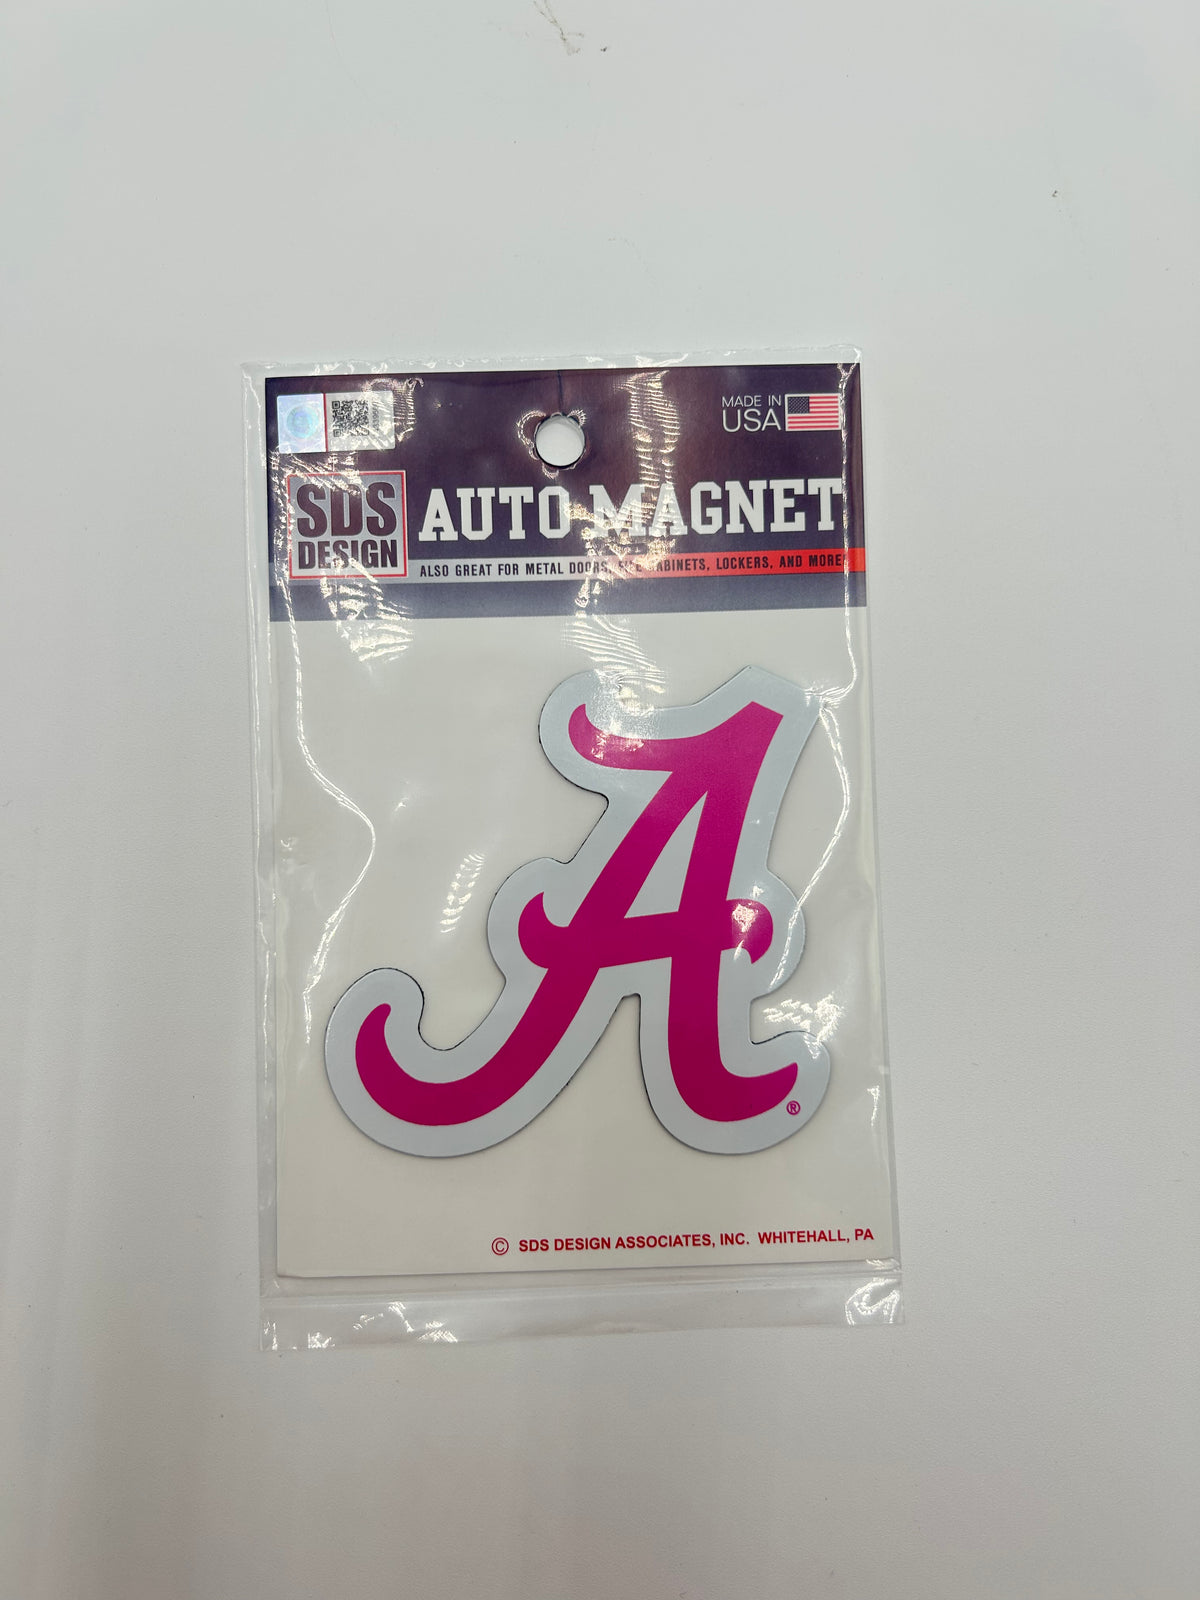 MADE IN
USA
SDS
DESIGN
AUTO MAGNET
ALSO GREAT FOR METAL DOORS, FILE CABINETS, LOCKERS, AND MORE!
A
®
© SDS DESIGN ASSOCIATES, INC. WHITEHALL, PA